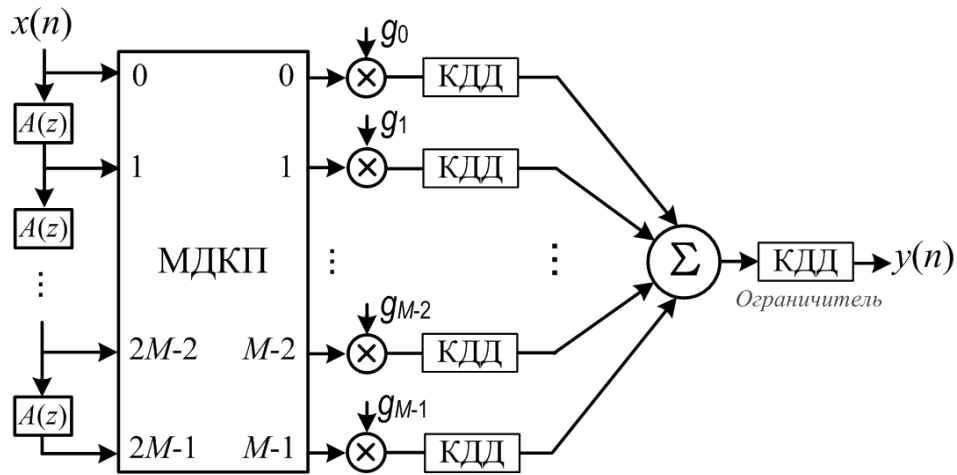 x(n)
g0
0 0 КДД
A(z)
g1
1 1 КДД
A(z)
МДКП
Σ КДД y(n)
Ограничитель
gM-2
2M-2 M-2 КДД
A(z)
gM-1
2M-1 M-1 КДД